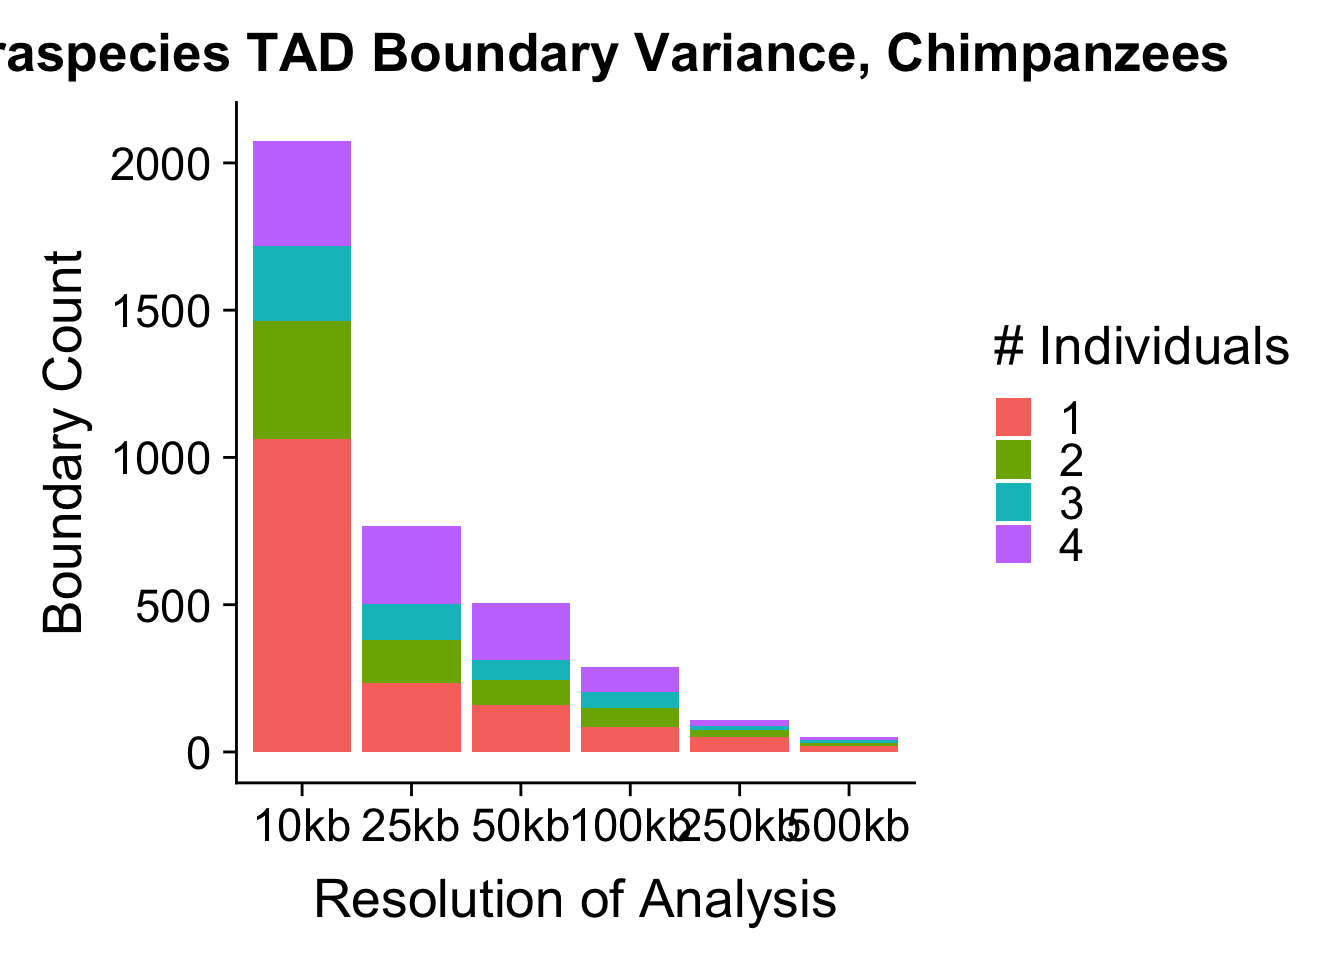 raspecies TAD Boundary Variance, Chimpanzees
2000
1500
1000
500
0
Boundary Count
10kb 25kb 50kb 100kb 250kb 500kb
Resolution of Analysis
# Individuals
1
2
3
4